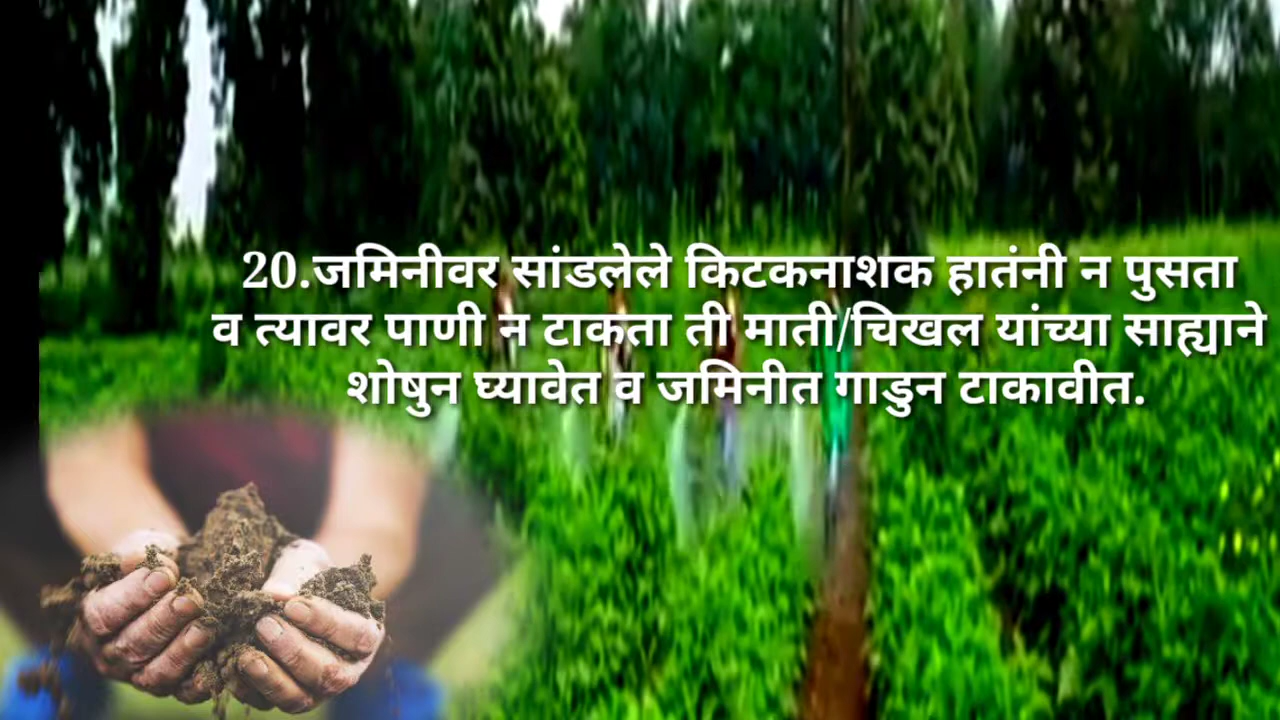 20.जमिनीवर सांडलेले किटकनाशक हातंनी न पुसता
व त्यावर पाणी न टाकता ती माती/चिखल यांच्या साह्याने
शोषुन घ्यावेत व जमिनीत गाडुन टाकावीत.